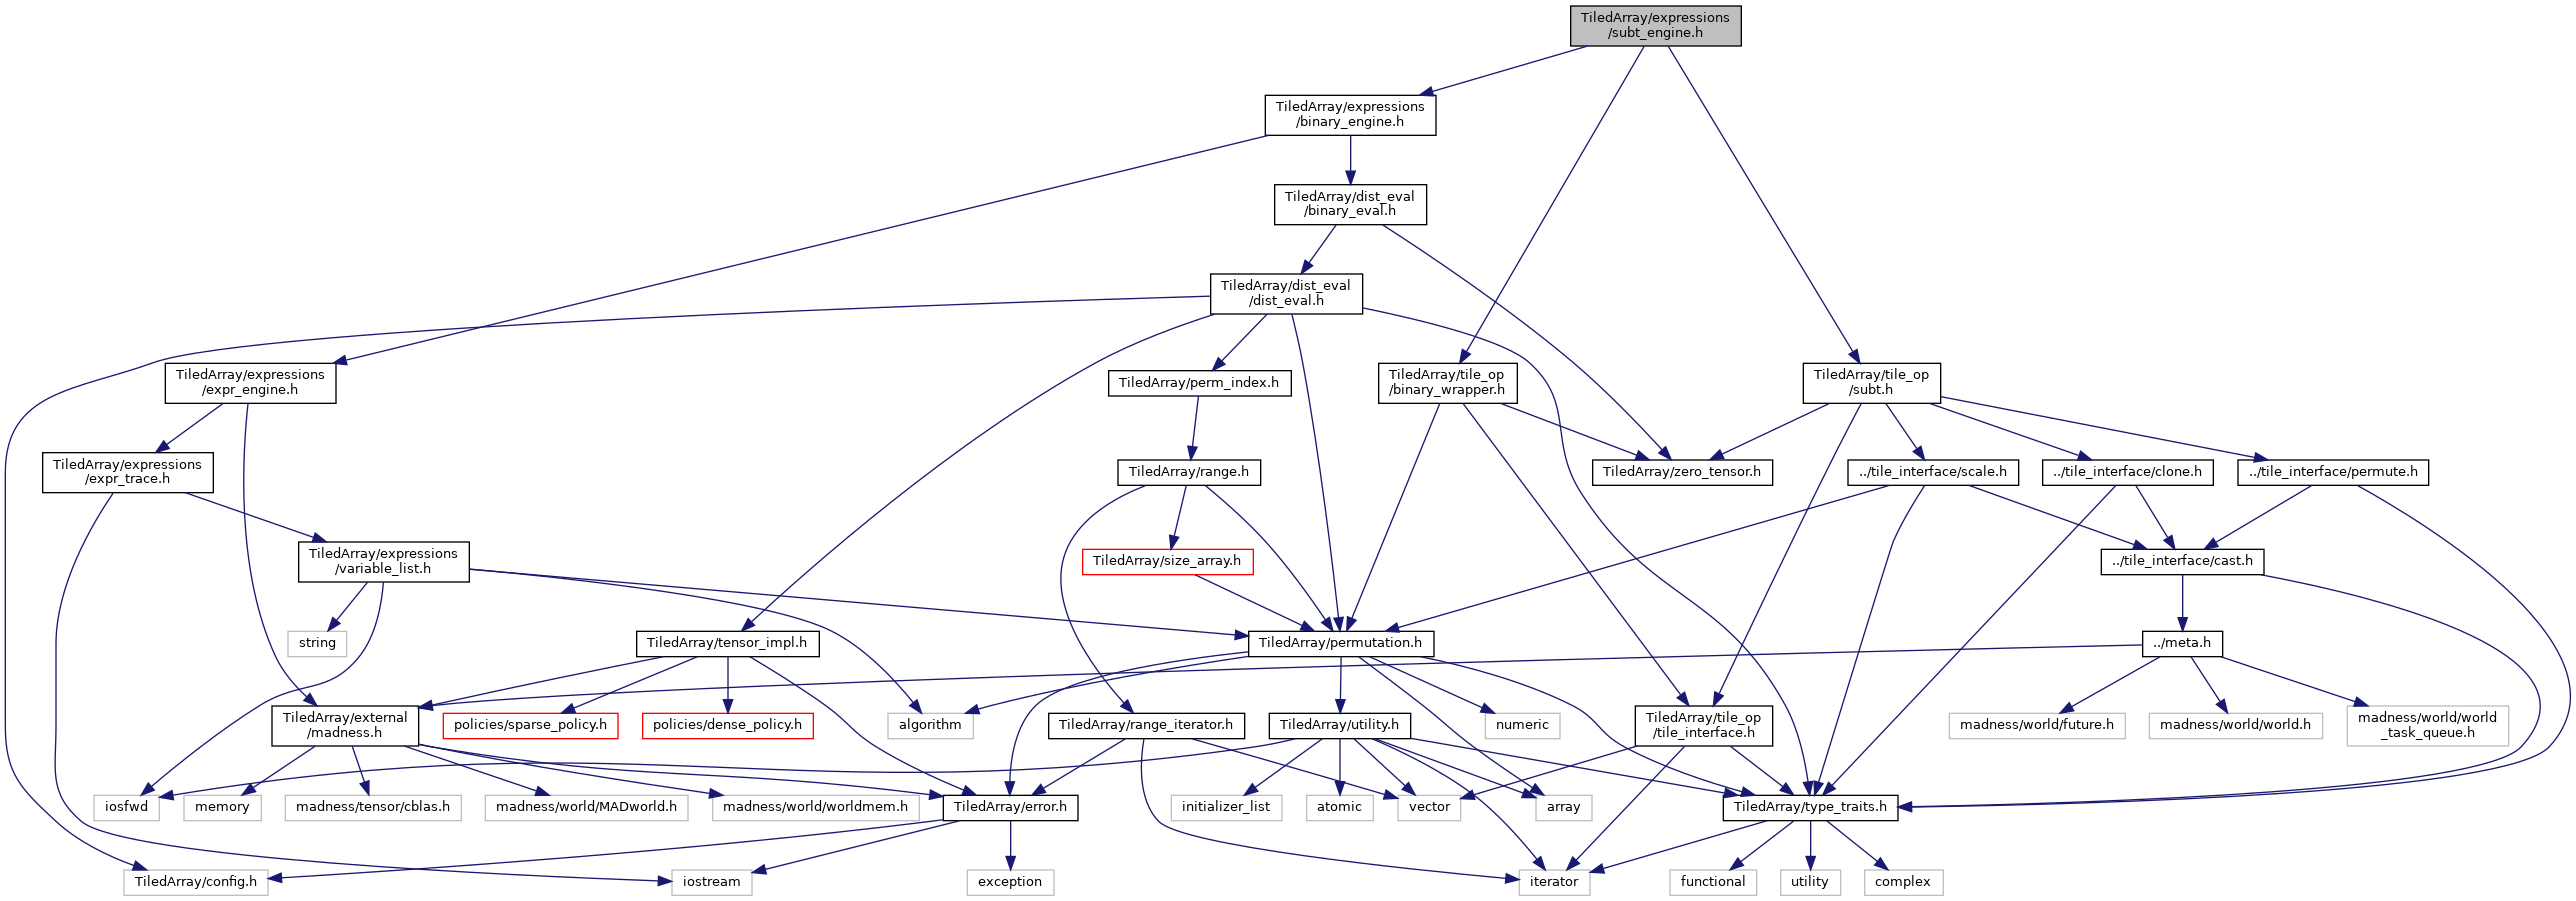 TiledArray/expressions
/subt_engine.h
TiledArray/expressions
/binary_engine.h
TiledArray/dist_eval
/binary_eval.h
TiledArray/dist_eval
/dist_eval.h
TiledArray/expressions
/expr_engine.h
TiledArray/perm_index.h
TiledArray/tile_op
/binary_wrapper.h
TiledArray/tile_op
/subt.h
TiledArray/expressions
/expr_trace.h
TiledArray/range.h
TiledArray/zero_tensor.h
../tile_interface/scale.h
../tile_interface/clone.h
../tile_interface/permute.h
TiledArray/expressions
/variable_list.h
TiledArray/size_array.h
../tile_interface/cast.h
string
TiledArray/tensor_impl.h
TiledArray/permutation.h
../meta.h
TiledArray/external
/madness.h
policies/sparse_policy.h
policies/dense_policy.h
algorithm
TiledArray/range_iterator.h
TiledArray/utility.h
numeric
TiledArray/tile_op
/tile_interface.h
madness/world/future.h
madness/world/world.h
madness/world/world
_task_queue.h
iosfwd
memory
madness/tensor/cblas.h
madness/world/MADworld.h
madness/world/worldmem.h
TiledArray/error.h
initializer_list
atomic
vector
array
TiledArray/type_traits.h
TiledArray/config.h
iostream
exception
iterator
functional
utility
complex